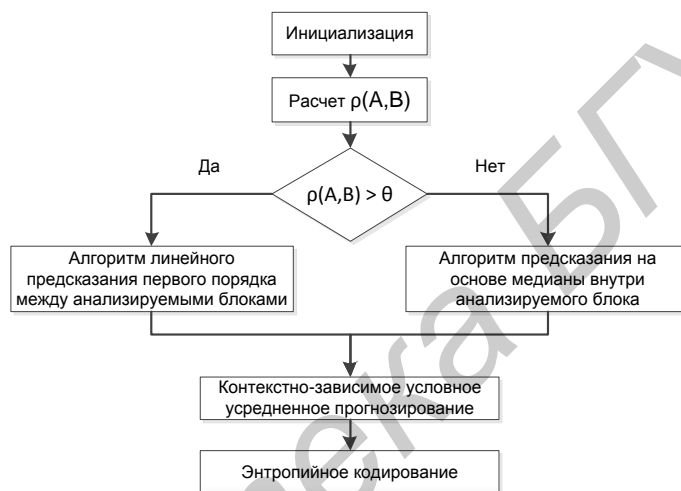 Инициализация
Расчет ρ(A,B)
Да
Нет
ρ(A,B) > θ
Алгоритм линейного
предсказания первого порядка
между анализируемыми блоками
Алгоритм предсказания на
основе медианы внутри
анализируемого блока
Контекстно-зависимое условное
усредненное прогнозирование
Энтропийное кодирование